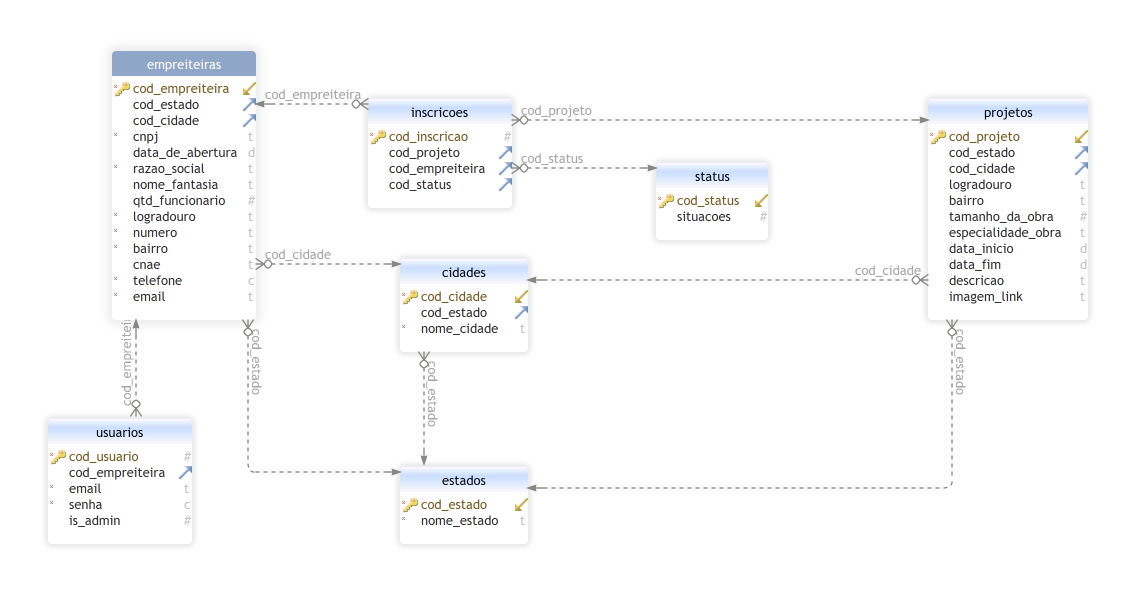 empreiteiras
* cod_empreiteira
cod_estado
cod_cidade
* cnpj t
data_de_abertura d
* razao_social t
nome_fantasia t
qtd_funcionario #
* logradouro t
* numero t
* bairro t
cnae t
* telefone c
* email t
cod_empreiteira
inscricoes
* cod_inscricao #
cod_projeto
cod_empreiteira
cod_status
cod_projeto
cod_status
status
* cod_status
situacoes #
projetos
* cod_projeto
cod_estado
cod_cidade
logradouro t
bairro t
tamanho_da_obra #
especialidade_obra t
data_inicio d
data_fim d
descricao t
imagem_link t
cod_cidade
cidades
* cod_cidade
cod_estado
* nome_cidade t
cod_cidade
cod_empreiteir
cod_estado
cod_estado
cod_estado
usuarios
* cod_usuario #
cod_empreiteira
* email t
* senha c
is_admin #
estados
* cod_estado
* nome_estado t